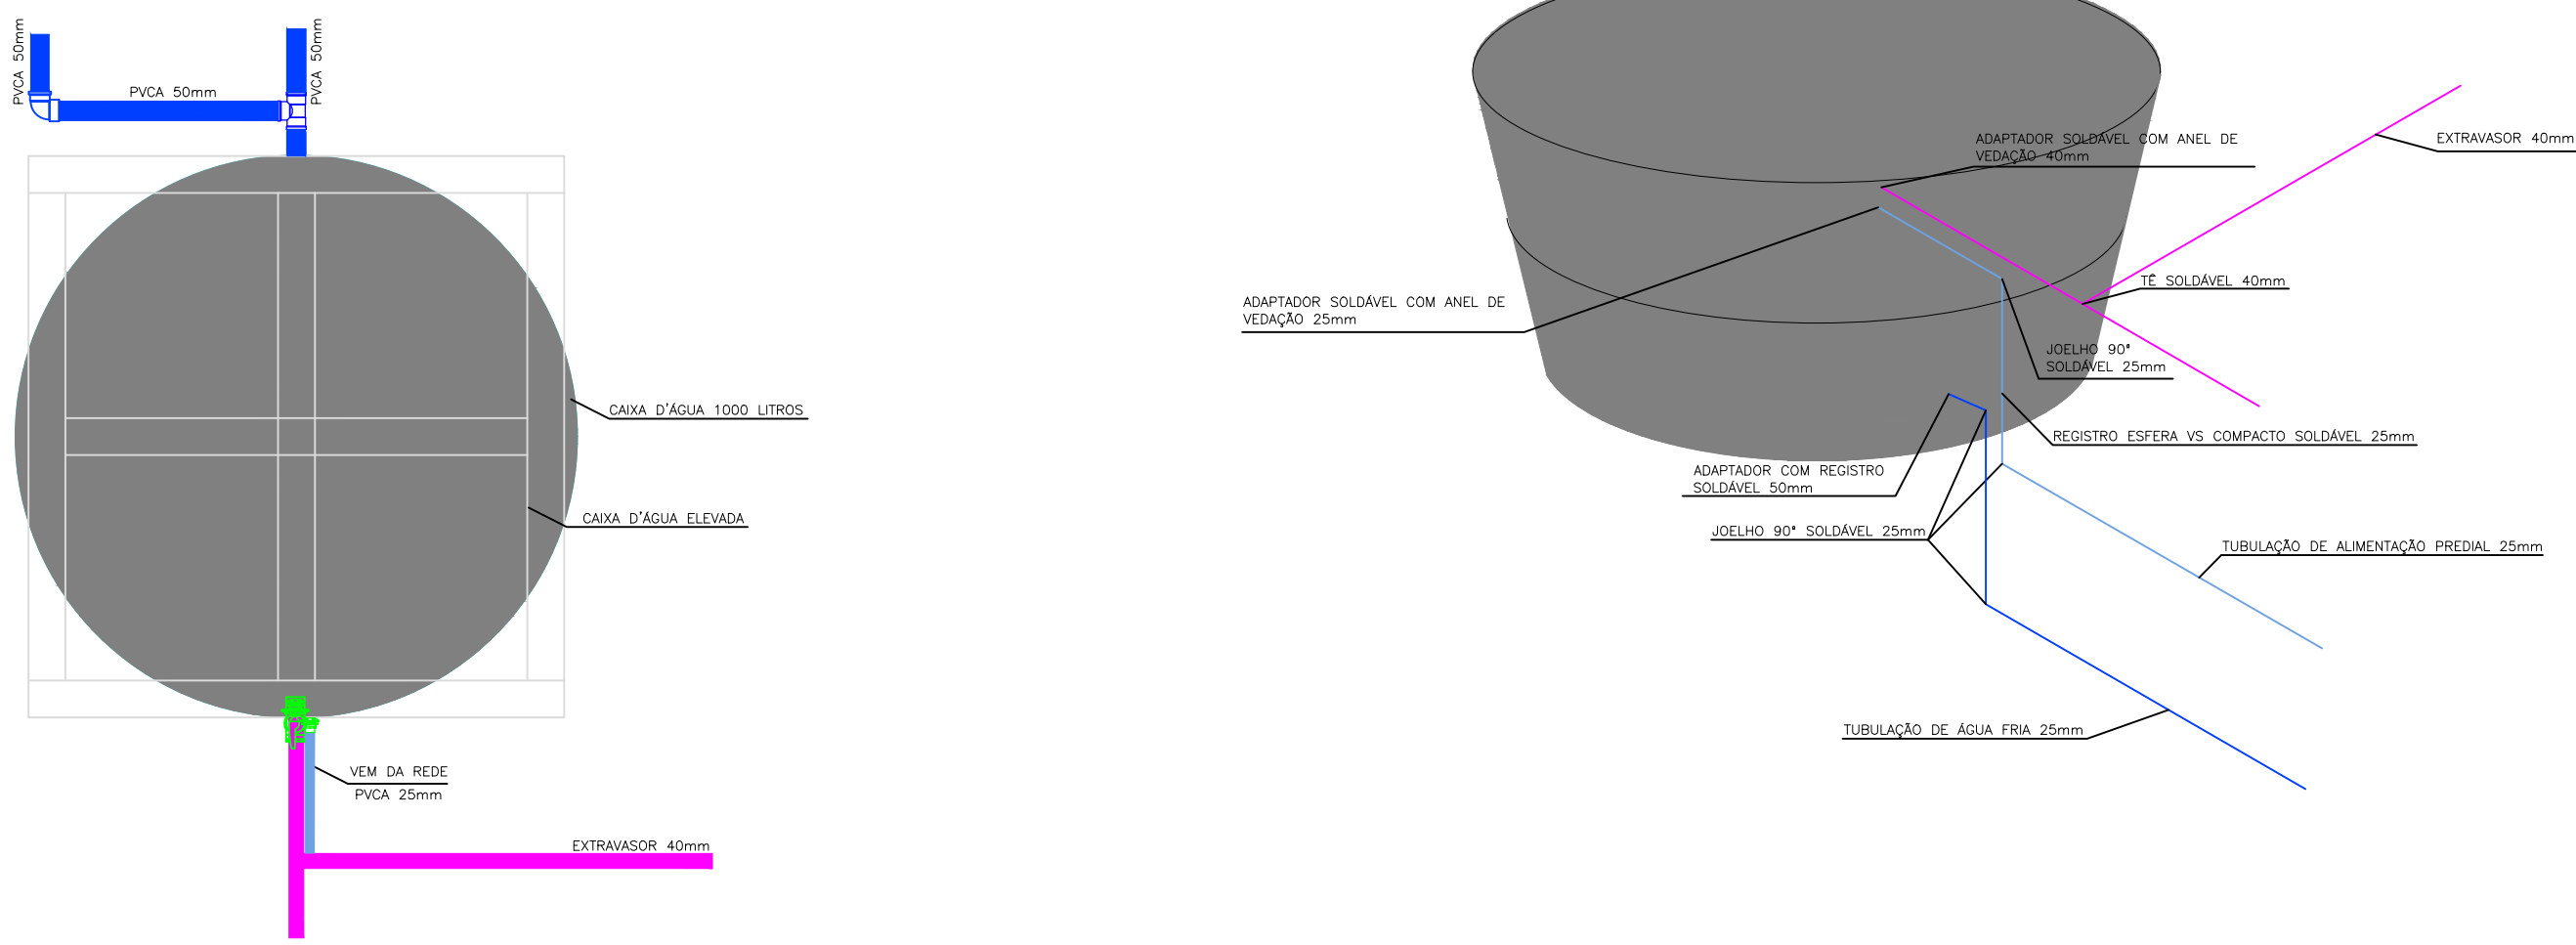 PVCA 50mm
PVCA 50mm
PVCA 50mm
CAIXA D'ÁGUA 1000 LITROS
CAIXA D'ÁGUA ELEVADA
VEM DA REDE
PVCA 25mm
EXTRAVASOR 40mm
ADAPTADOR SOLDÁVEL COM ANEL DE
VEDAÇÃO 40mm
EXTRAVASOR 40mm
TÊ SOLDÁVEL 40mm
ADAPTADOR SOLDÁVEL COM ANEL DE
VEDAÇÃO 25mm
JOELHO 90°
SOLDÁVEL 25mm
REGISTRO ESFERA VS COMPACTO SOLDÁVEL 25mm
ADAPTADOR COM REGISTRO
SOLDÁVEL 50mm
JOELHO 90° SOLDÁVEL 25mm
TUBULAÇÃO DE ALIMENTAÇÃO PREDIAL 25mm
TUBULAÇÃO DE ÁGUA FRIA 25mm